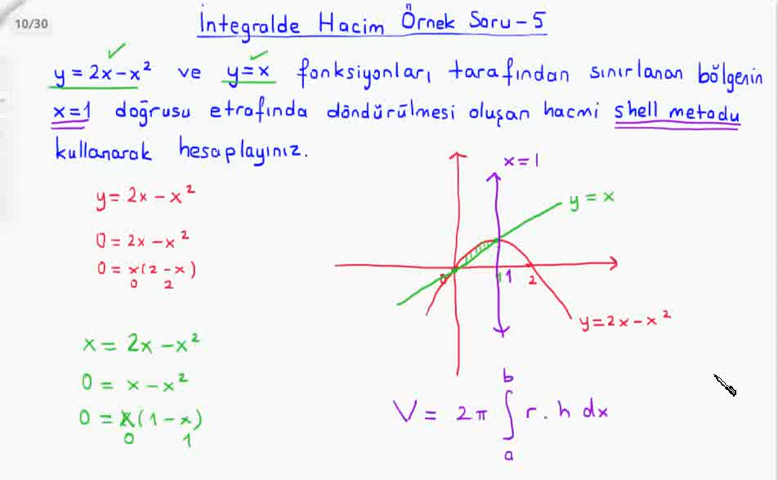 10/30
İntegralde Hacim Örnek Soru-5
y = 2x-x² ve y=x fonksiyonları tarafından sınırlanan bölgenin
x=1 doğrusu etrafında döndürülmesi oluşan hacmi shell metodu
kullanarak hesaplayınız.
y = 2x - x²
0 = 2x - x²
0 = x(2-x)
0 2
x = 2x - x²
0 = x - x²
0 = x(1-x)
0 1
x=1
y = x
1 2
y=2x-x²
b
V = 2π ∫ r . h dx
a